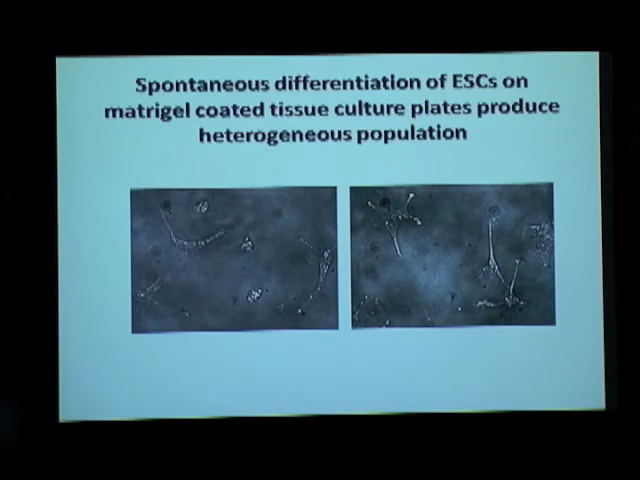 Spontaneous differentiation of ESCs on
matrigel coated tissue culture plates produce
heterogeneous population